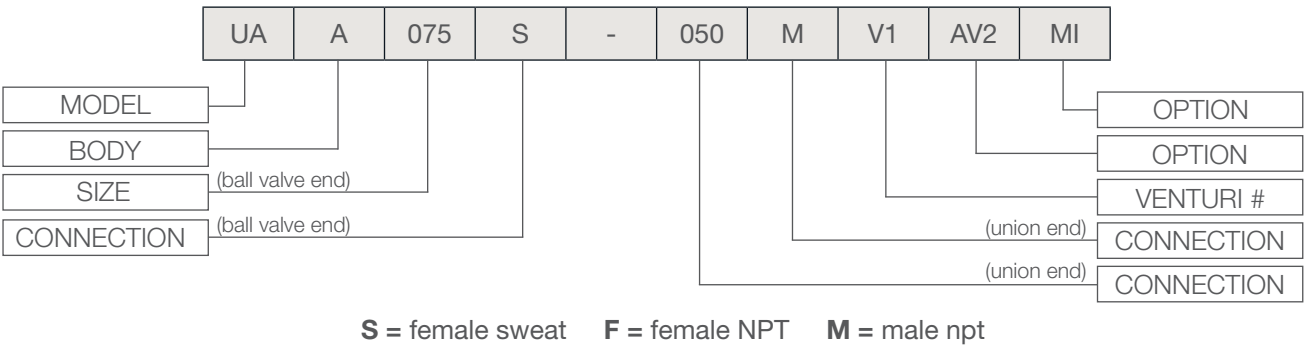 UA A 075 S - 050 M V1 AV2 MI
MODEL
OPTION
BODY
OPTION
SIZE (ball valve end)
VENTURI #
CONNECTION (ball valve end)
(union end) CONNECTION
(union end) CONNECTION
S = female sweat F = female NPT M = male npt